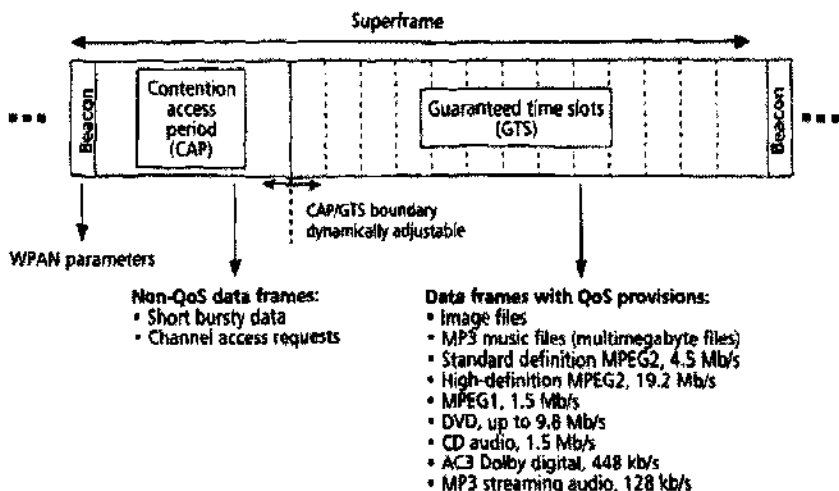 Superframe
Beacon
Contention
access
period
(CAP)
Guaranteed time slots
(GTS)
Beacon
CAP/GTS boundary
dynamically adjustable
WPAN parameters
Non-QoS data frames:
• Short bursty data
• Channel access requests
Data frames with QoS provisions:
• Image files
• MP3 music files (multimegabyte files)
• Standard definition MPEG2, 4.5 Mb/s
• High-definition MPEG2, 19.2 Mb/s
• MPEG1, 1.5 Mb/s
• DVD, up to 9.8 Mb/s
• CD audio, 1.5 Mb/s
• AC3 Dolby digital, 448 kb/s
• MP3 streaming audio, 128 kb/s